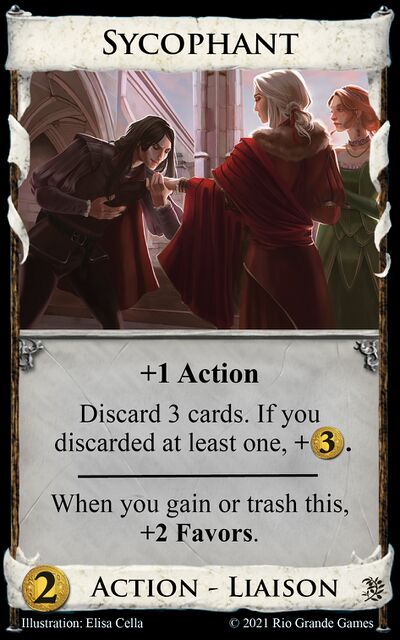 Sycophant
+1 Action
Discard 3 cards. If you
discarded at least one, +3.
When you gain or trash this,
+2 Favors.
2 Action - Liaison
Illustration: Elisa Cella © 2021 Rio Grande Games